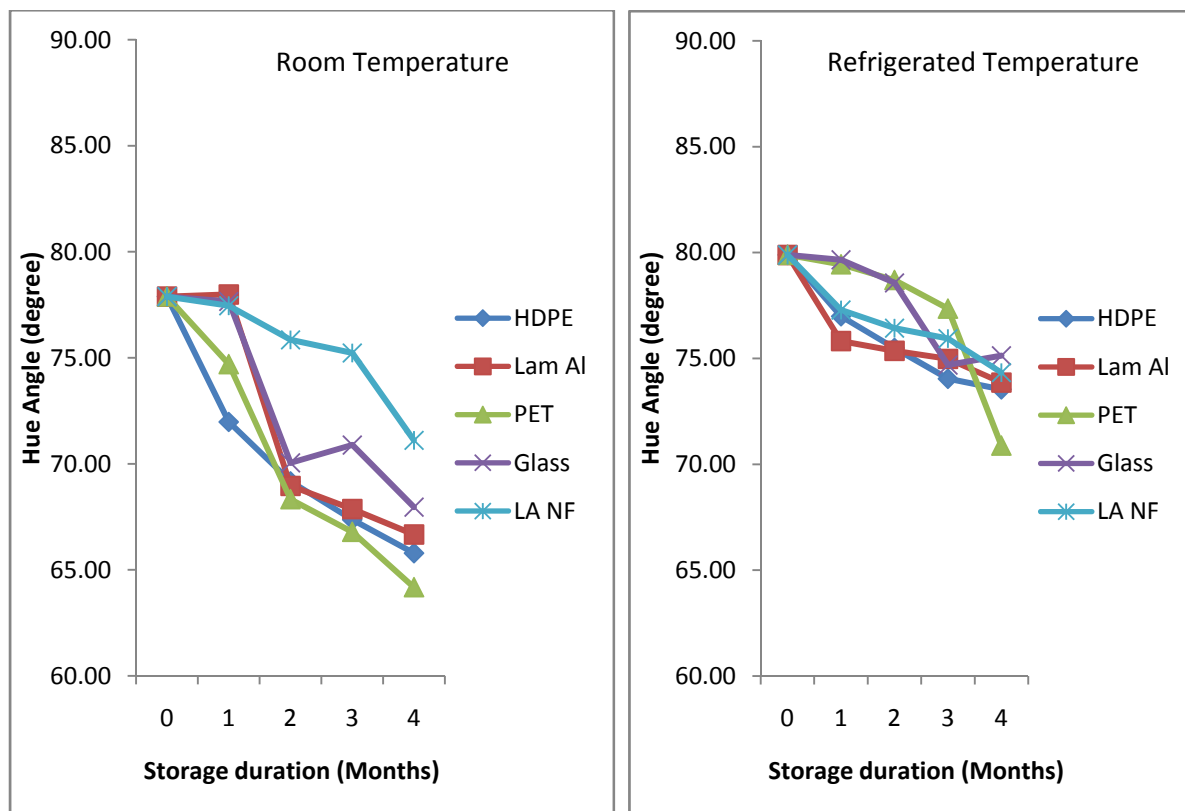 Room Temperature
90.00
85.00
80.00
75.00
70.00
65.00
60.00
Hue Angle (degree)
HDPE
Lam Al
PET
Glass
LA NF
0 1 2 3 4
Storage duration (Months)
Refrigerated Temperature
90.00
85.00
80.00
75.00
70.00
65.00
60.00
Hue Angle (degree)
HDPE
Lam Al
PET
Glass
LA NF
0 1 2 3 4
Storage duration (Months)